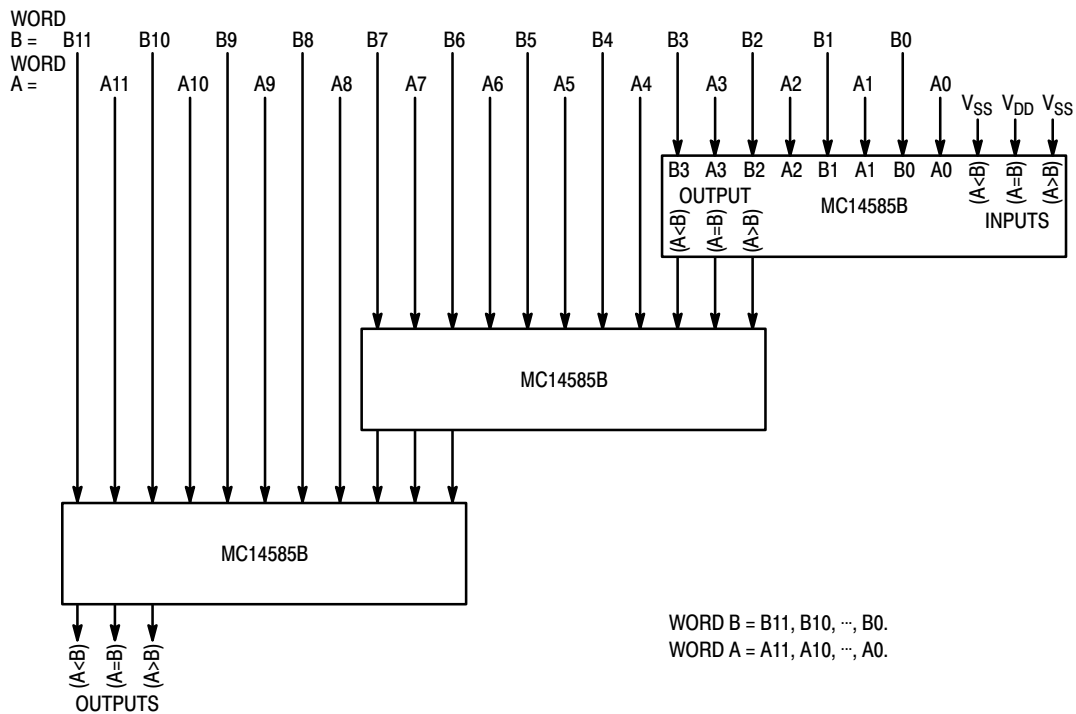 WORD
B = B11 B10 B9 B8 B7 B6 B5 B4 B3 B2 B1 B0
WORD
A = A11 A10 A9 A8 A7 A6 A5 A4 A3 A2 A1 A0
VSS VDD VSS
B3 A3 B2 A2 B1 A1 B0 A0 (A<B) (A=B) (A>B)
OUTPUT MC14585B INPUTS
(A<B) (A=B) (A>B)
MC14585B
MC14585B
(A<B) (A=B) (A>B)
OUTPUTS
WORD B = B11, B10, ···, B0.
WORD A = A11, A10, ···, A0.